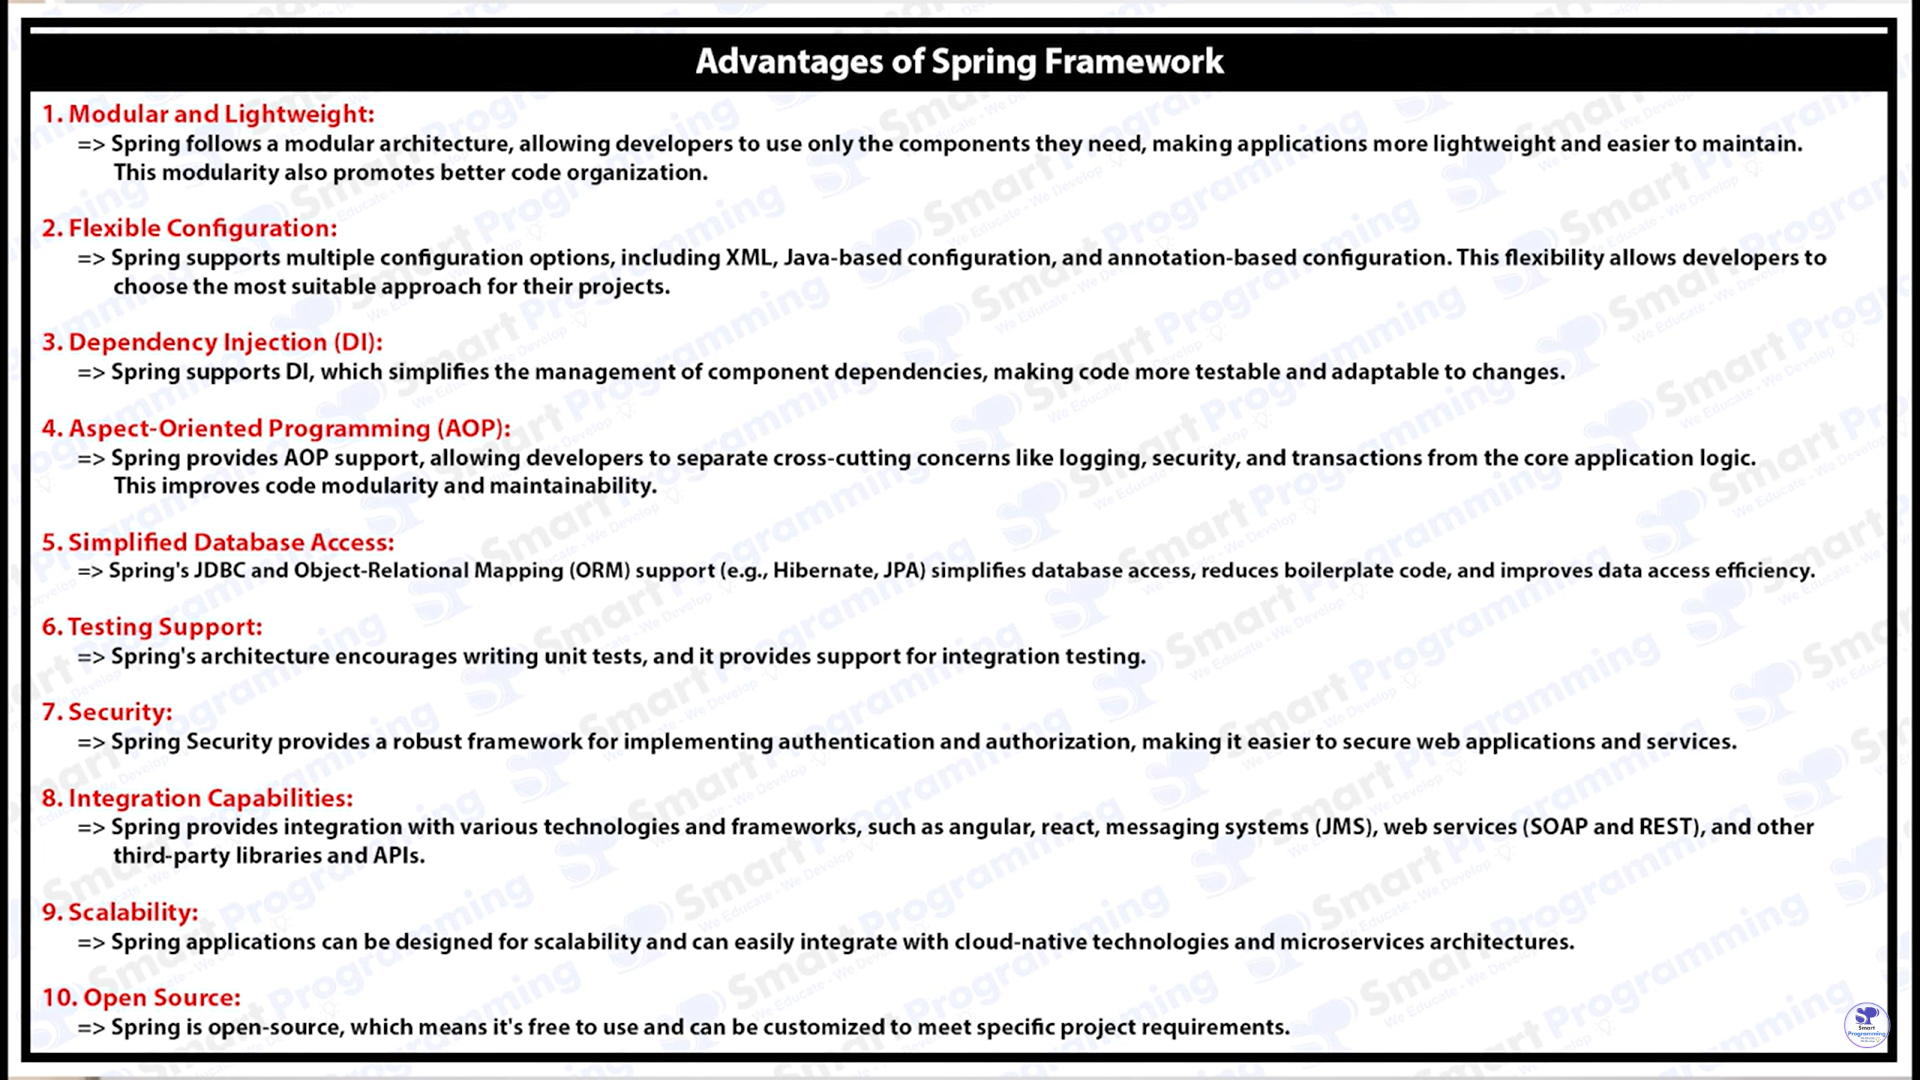 Advantages of Spring Framework
1. Modular and Lightweight:
=> Spring follows a modular architecture, allowing developers to use only the components they need, making applications more lightweight and easier to maintain.
This modularity also promotes better code organization.
2. Flexible Configuration:
=> Spring supports multiple configuration options, including XML, Java-based configuration, and annotation-based configuration. This flexibility allows developers to
choose the most suitable approach for their projects.
3. Dependency Injection (DI):
=> Spring supports DI, which simplifies the management of component dependencies, making code more testable and adaptable to changes.
4. Aspect-Oriented Programming (AOP):
=> Spring provides AOP support, allowing developers to separate cross-cutting concerns like logging, security, and transactions from the core application logic.
This improves code modularity and maintainability.
5. Simplified Database Access:
=> Spring's JDBC and Object-Relational Mapping (ORM) support (e.g., Hibernate, JPA) simplifies database access, reduces boilerplate code, and improves data access efficiency.
6. Testing Support:
=> Spring's architecture encourages writing unit tests, and it provides support for integration testing.
7. Security:
=> Spring Security provides a robust framework for implementing authentication and authorization, making it easier to secure web applications and services.
8. Integration Capabilities:
=> Spring provides integration with various technologies and frameworks, such as angular, react, messaging systems (JMS), web services (SOAP and REST), and other
third-party libraries and APIs.
9. Scalability:
=> Spring applications can be designed for scalability and can easily integrate with cloud-native technologies and microservices architectures.
10. Open Source:
=> Spring is open-source, which means it's free to use and can be customized to meet specific project requirements.
Smart
Programming